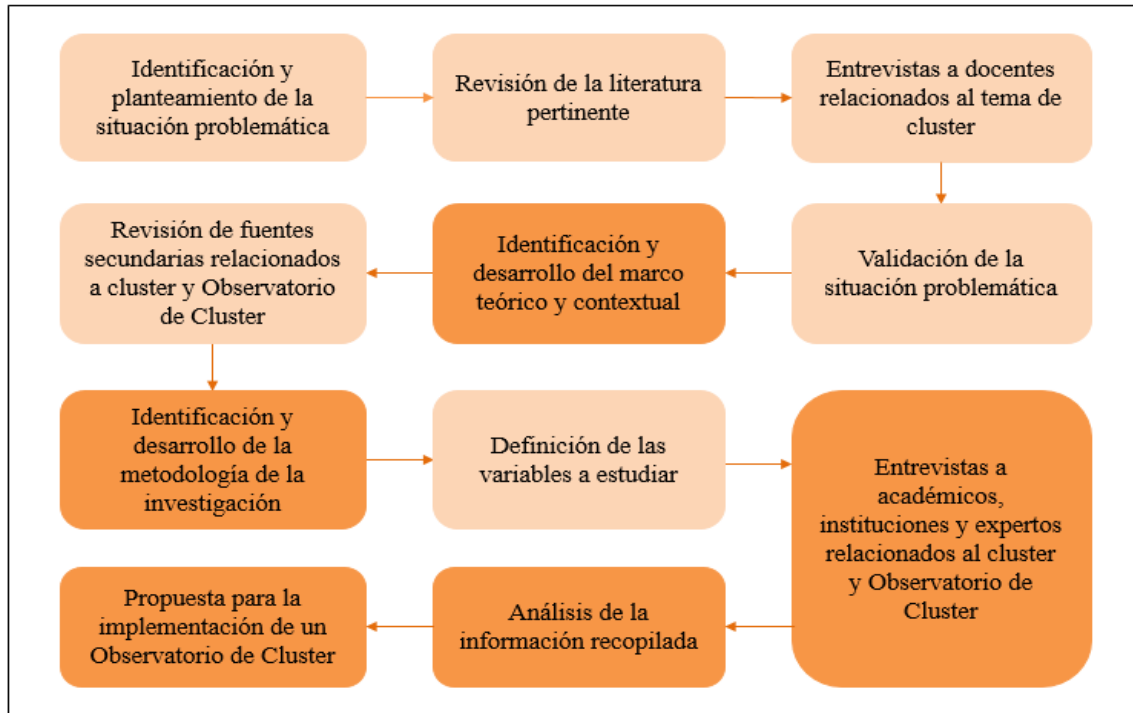 Identificación y
planteamiento de la
situación problemática
Revisión de la literatura
pertinente
Entrevistas a docentes
relacionados al tema de
cluster
Validación de la
situación problemática
Identificación y
desarrollo del marco
teórico y contextual
Revisión de fuentes
secundarias relacionados
a cluster y Observatorio
de Cluster
Identificación y
desarrollo de la
metodología de la
investigación
Definición de las
variables a estudiar
Entrevistas a
académicos,
instituciones y expertos
relacionados al cluster
y Observatorio de
Cluster
Análisis de la
información recopilada
Propuesta para la
implementación de un
Observatorio de Cluster